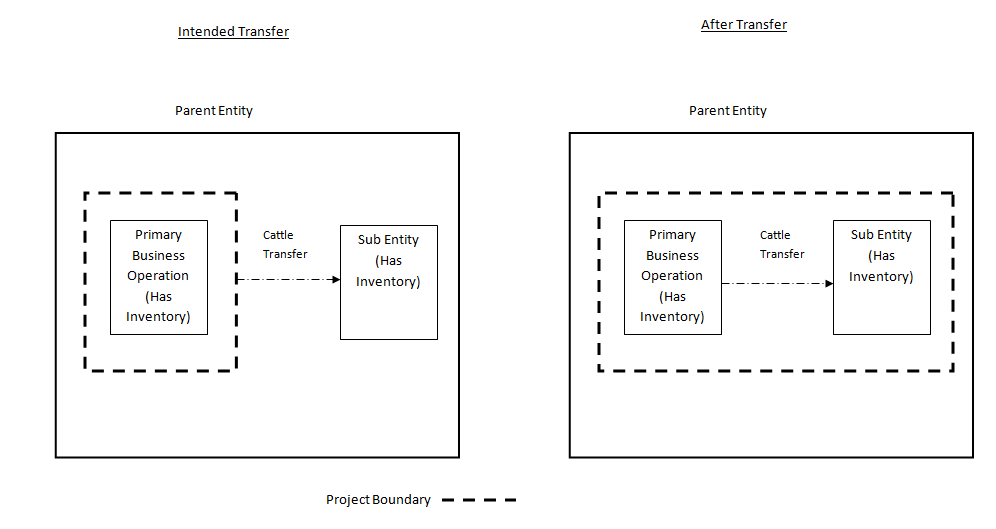 Intended Transfer
After Transfer
Parent Entity
Parent Entity
Primary
Business
Operation
(Has
Inventory)
Cattle
Transfer
Sub Entity
(Has
Inventory)
Primary
Business
Operation
(Has
Inventory)
Cattle
Transfer
Sub Entity
(Has
Inventory)
Project Boundary